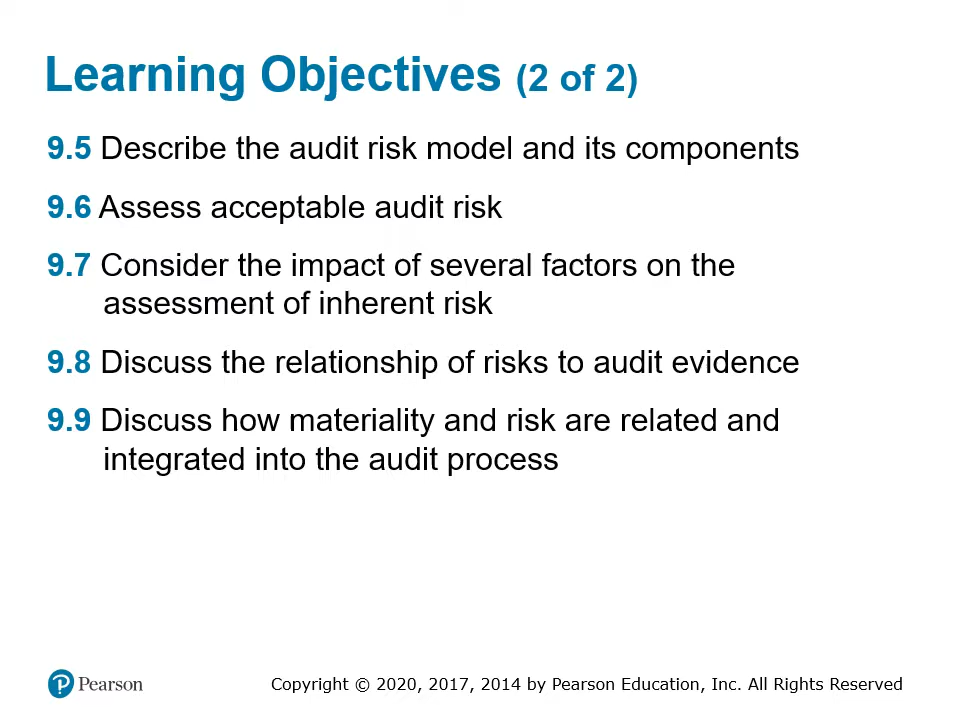 Learning Objectives (2 of 2)
9.5 Describe the audit risk model and its components
9.6 Assess acceptable audit risk
9.7 Consider the impact of several factors on the
assessment of inherent risk
9.8 Discuss the relationship of risks to audit evidence
9.9 Discuss how materiality and risk are related and
integrated into the audit process
Pearson
Copyright © 2020, 2017, 2014 by Pearson Education, Inc. All Rights Reserved